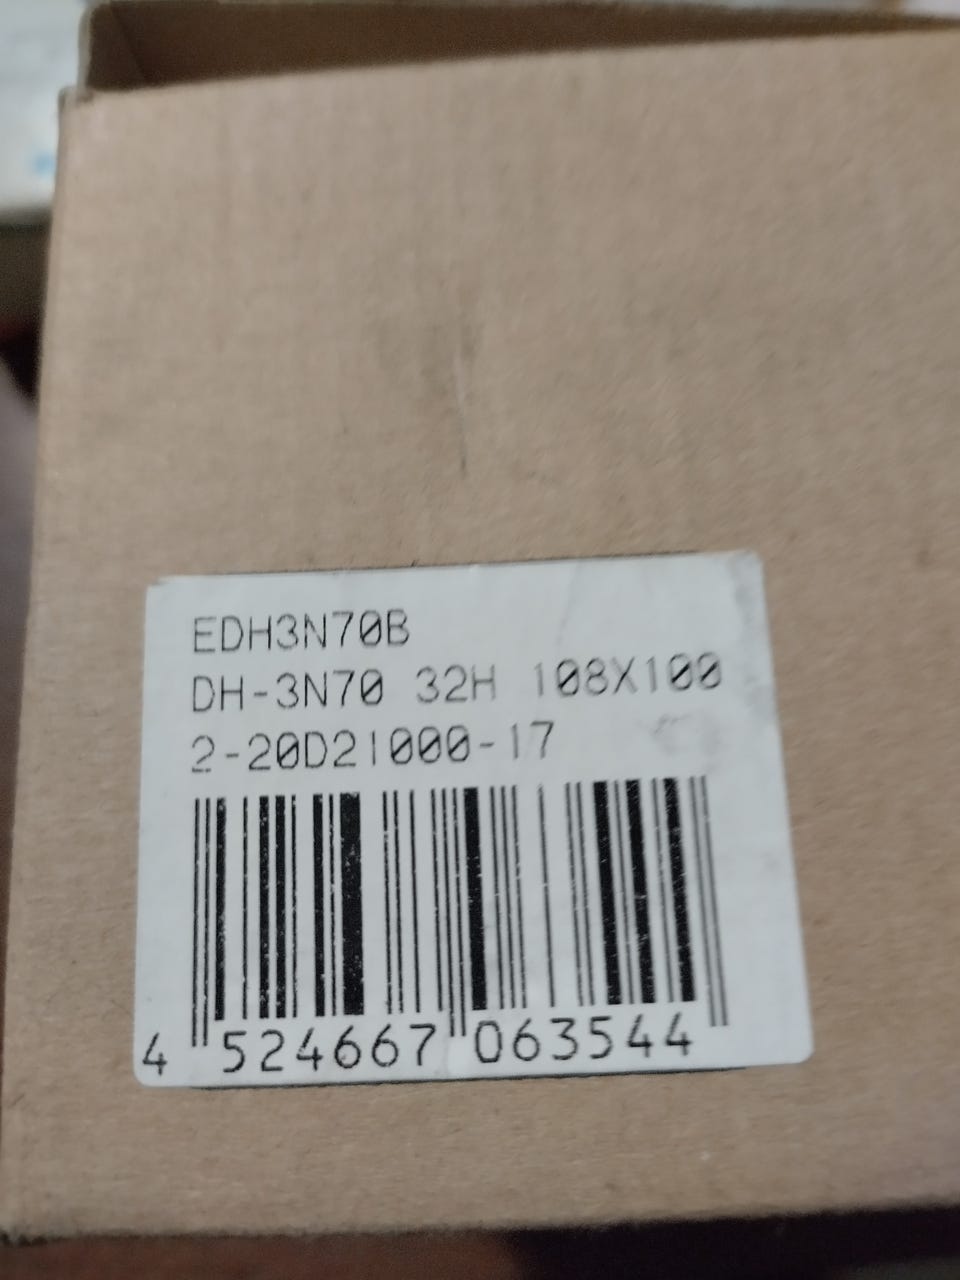 EDH3N70B
DH-3N70 32H 108X100
2-20D21000-17
4 524667 063544